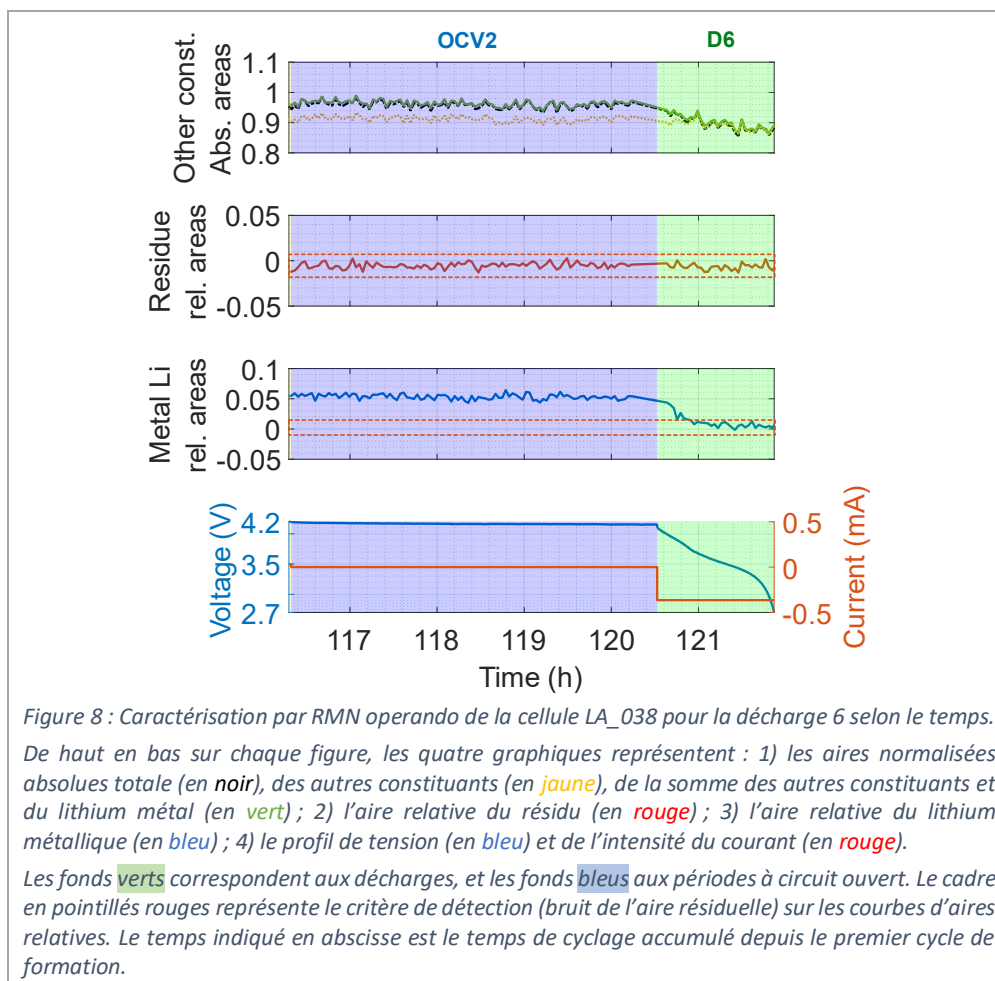 OCV2 D6
Other const.
Abs. areas
1.1
1
0.9
0.8
Residue
rel. areas
0.05
0
-0.05
Metal Li
rel. areas
0.1
0.05
0
-0.05
Voltage (V)
4.2
3.5
2.7
0.5
0
-0.5
Current (mA)
117 118 119 120 121
Time (h)
Figure 8 : Caractérisation par RMN operando de la cellule LA_038 pour la décharge 6 selon le temps.
De haut en bas sur chaque figure, les quatre graphiques représentent : 1) les aires normalisées
absolues totale (en noir), des autres constituants (en jaune), de la somme des autres constituants et
du lithium métal (en vert) ; 2) l’aire relative du résidu (en rouge) ; 3) l’aire relative du lithium
métallique (en bleu) ; 4) le profil de tension (en bleu) et de l’intensité du courant (en rouge).
Les fonds verts correspondent aux décharges, et les fonds bleus aux périodes à circuit ouvert. Le cadre
en pointillés rouges représente le critère de détection (bruit de l’aire résiduelle) sur les courbes d’aires
relatives. Le temps indiqué en abscisse est le temps de cyclage accumulé depuis le premier cycle de
formation.